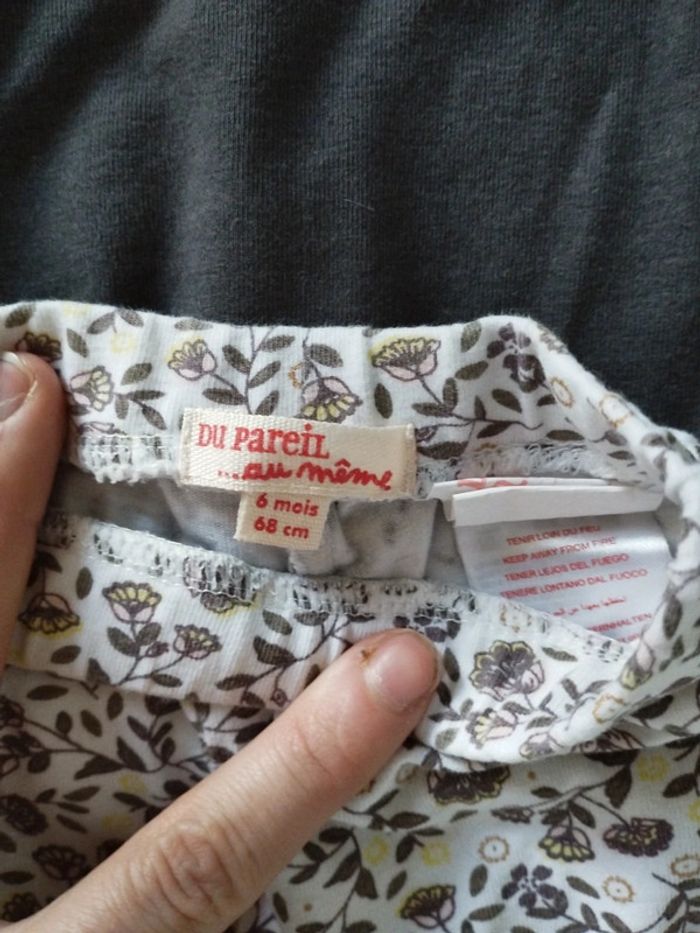 DU PAREIL
...au même
6 mois
68 cm
TENIR LOIN DU FEU
KEEP AWAY FROM FIRE
TENER LEJOS DEL FUEGO
TENERE LONTANO DAL FUOCO